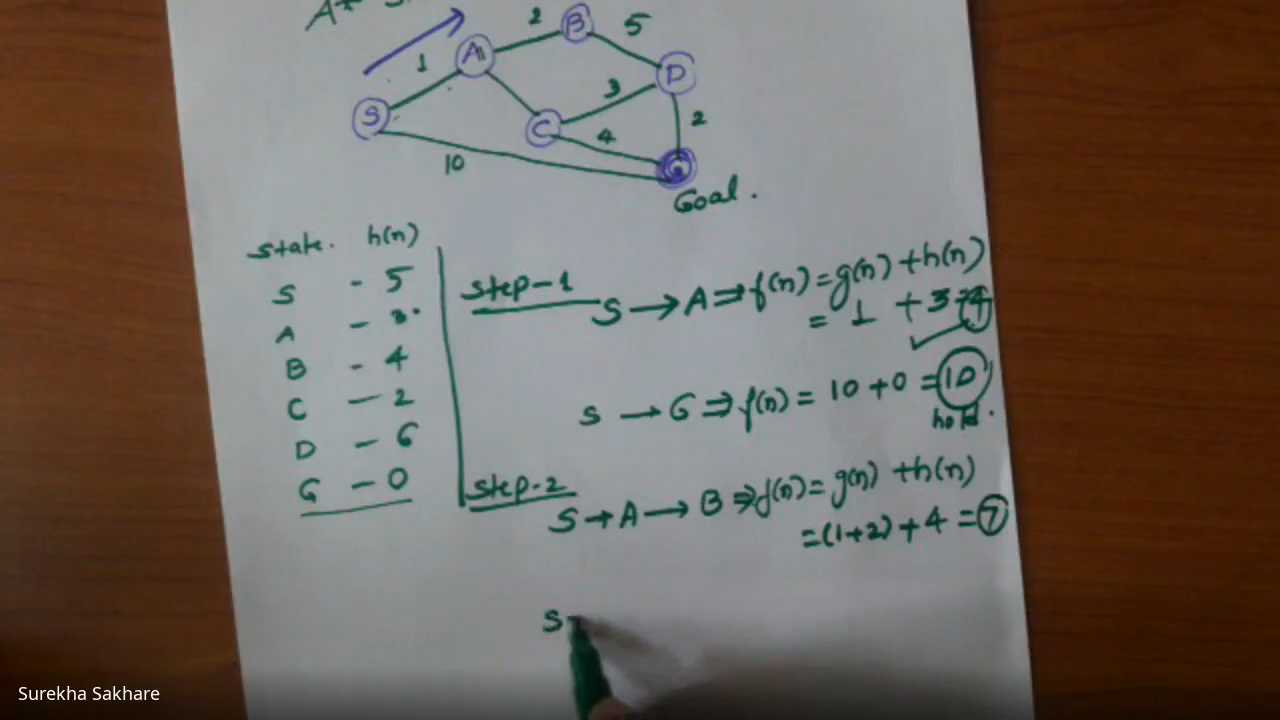 A*
1
2
5
3
4
2
10
S
A
B
C
D
G
Goal.
State. h(n)
S - 5
A - 3
B - 4
C - 2
D - 6
G - 0
Step-1
S → A ⇒ f(n) = g(n) + h(n)
= 1 + 3 = 4
S → G ⇒ f(n) = 10 + 0 = 10
hold.
Step-2
S → A → B ⇒ f(n) = g(n) + h(n)
= (1+2) + 4 = 7
S
Surekha Sakhare